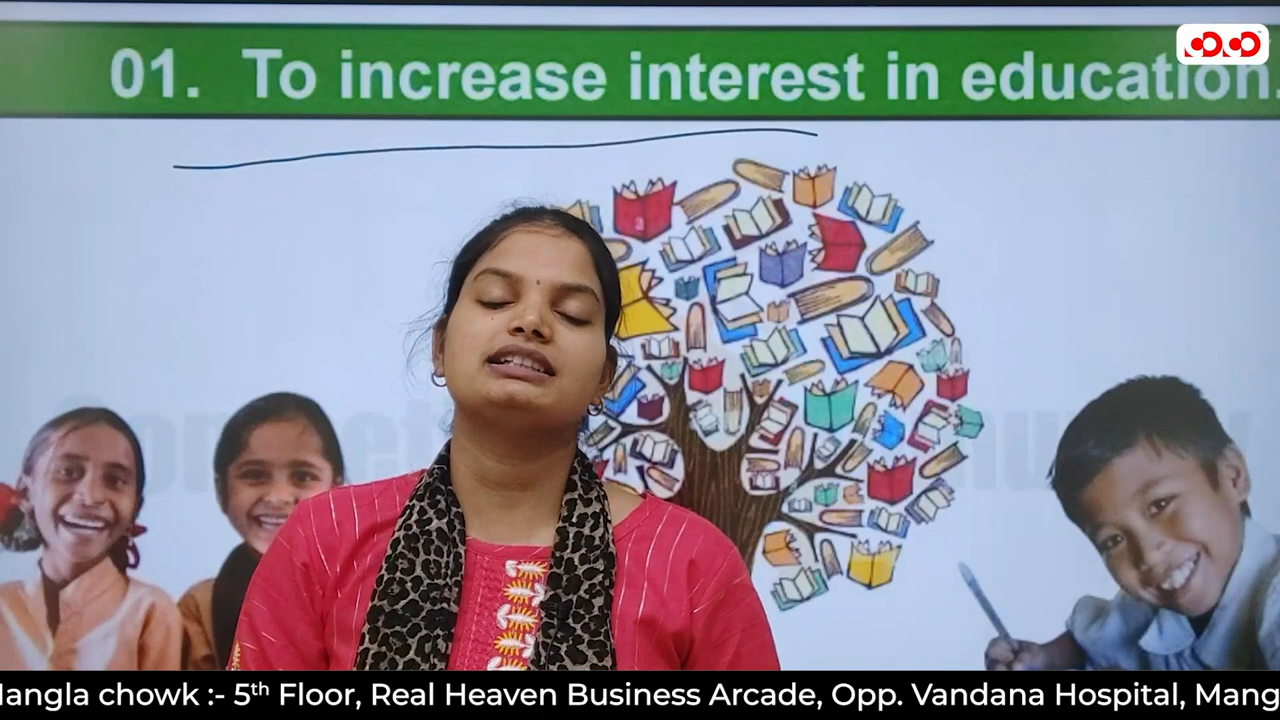 01. To increase interest in education.
Mangla chowk :- 5th Floor, Real Heaven Business Arcade, Opp. Vandana Hospital, Mang